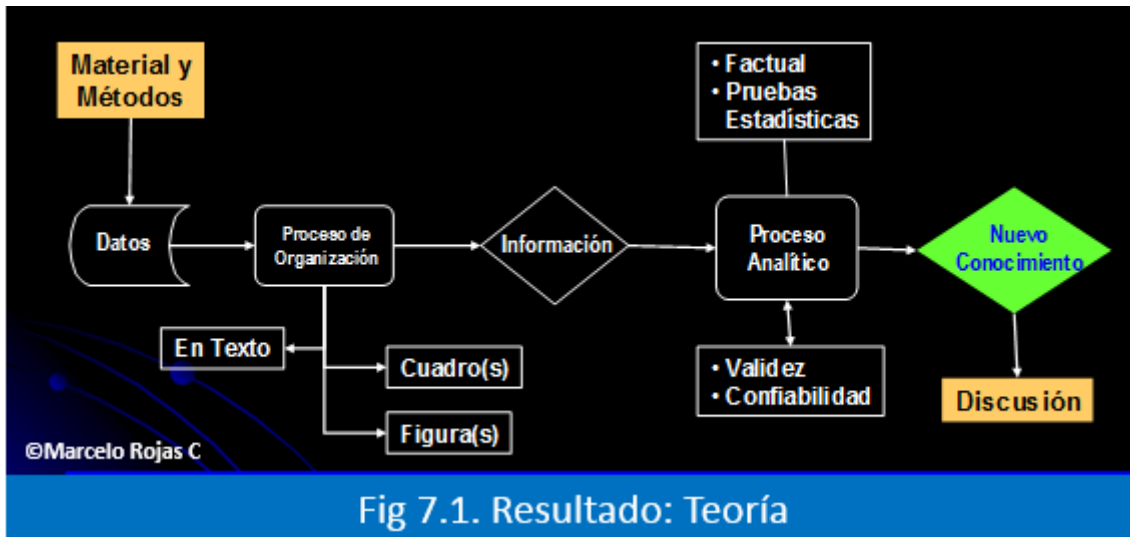 Material y
Métodos
• Factual
• Pruebas
Estadísticas
Datos
Proceso de
Organización
Información
Proceso
Analítico
Nuevo
Conocimiento
En Texto
Cuadro(s)
Figura(s)
• Validez
• Confiabilidad
Discusión
©Marcelo Rojas C
Fig 7.1. Resultado: Teoría